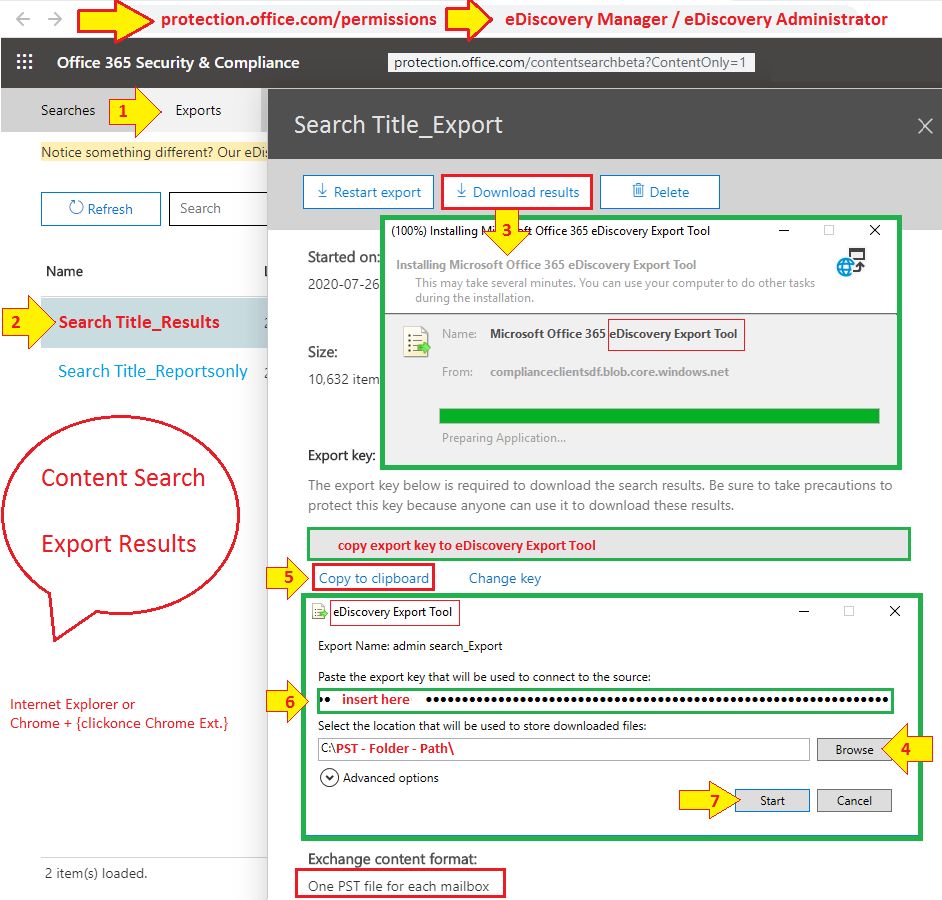 protection.office.com/permissions
eDiscovery Manager / eDiscovery Administrator
Office 365 Security & Compliance
protection.office.com/contentsearchbeta?ContentOnly=1
Searches
1
Exports
Notice something different? Our eDis
Refresh
Search
Name
L
2
Search Title_Results
2
Search Title_Reportsonly
2
Content Search
Export Results
Internet Explorer or
Chrome + {clickonce Chrome Ext.}
2 item(s) loaded.
Search Title_Export
Restart export
Download results
Delete
3
Started on:
2020-07-26
Size:
10,632 item
(100%) Installing Mi Office 365 eDiscovery Export Tool
Installing Microsoft Office 365 eDiscovery Export Tool
This may take several minutes. You can use your computer to do other tasks
during the installation.
Name: Microsoft Office 365 eDiscovery Export Tool
From: complianceclientsdf.blob.core.windows.net
Preparing Application...
Export key:
The export key below is required to download the search results. Be sure to take precautions to
protect this key because anyone can use it to download these results.
copy export key to eDiscovery Export Tool
5
Copy to clipboard
Change key
eDiscovery Export Tool
Export Name: admin search_Export
Paste the export key that will be used to connect to the source:
6
insert here
Select the location that will be used to store downloaded files:
C:\PST - Folder - Path\
Browse
4
Advanced options
7
Start
Cancel
Exchange content format:
One PST file for each mailbox